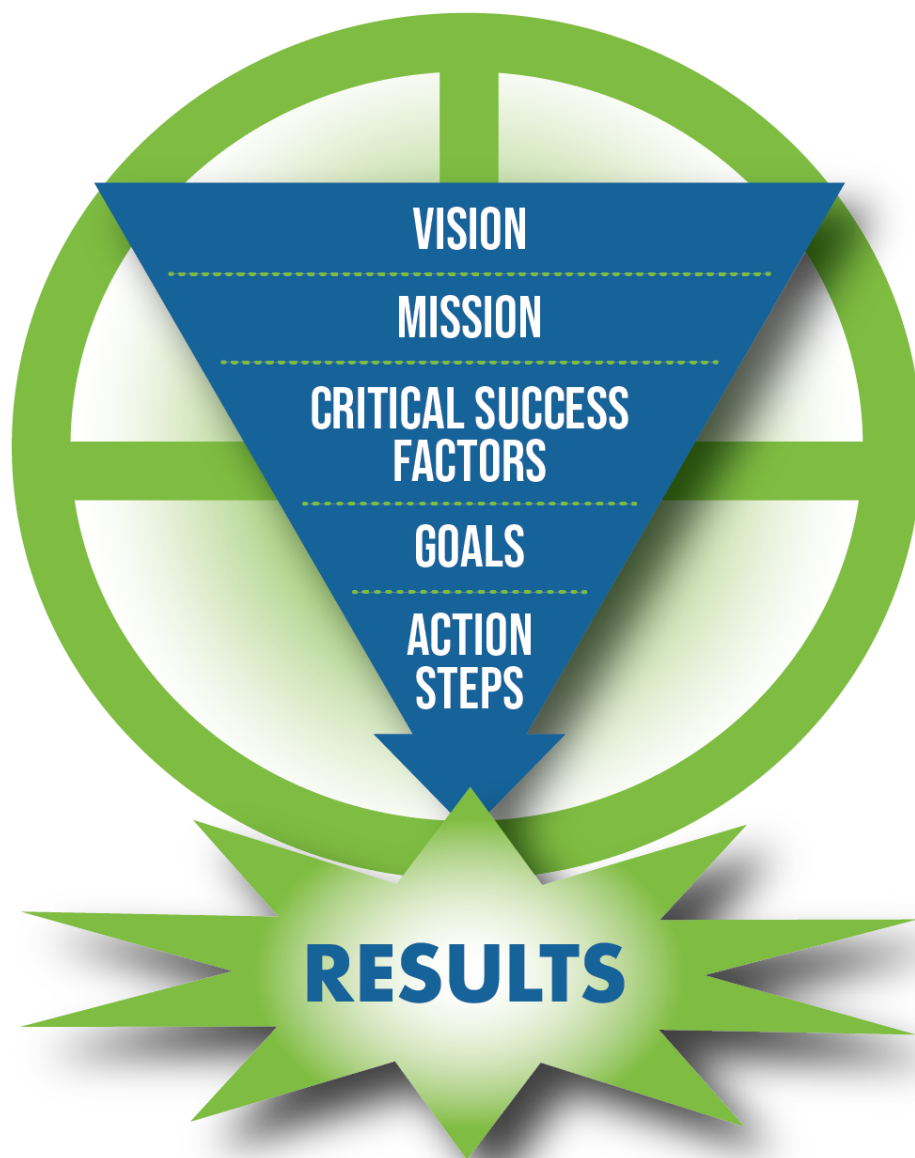 VISION
MISSION
CRITICAL SUCCESS
FACTORS
GOALS
ACTION
STEPS
RESULTS